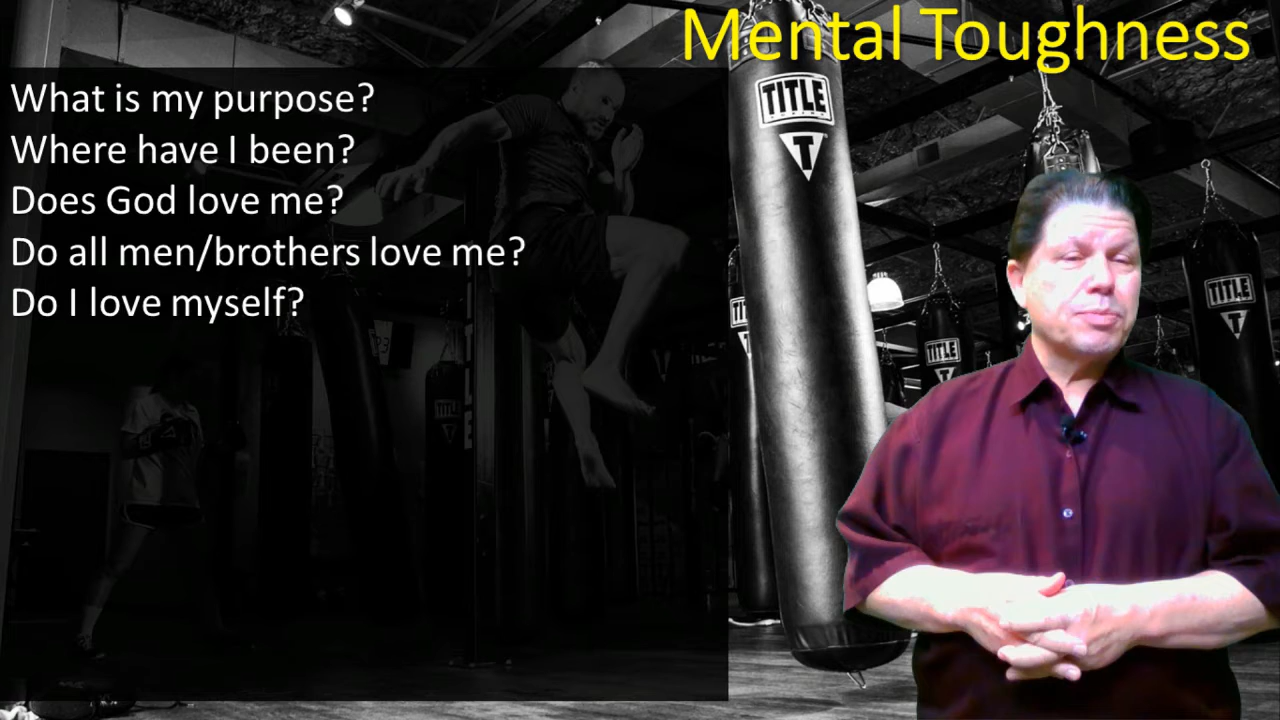 Mental Toughness
What is my purpose?
Where have I been?
Does God love me?
Do all men/brothers love me?
Do I love myself?
TITLE
T
TITLE
T
TITLE
T
TITLE
TITLE